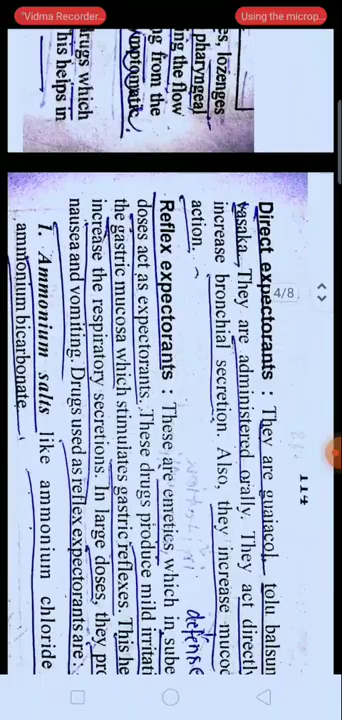 "Vidma Recorder...
Using the microp...
es, lozenges
pharyngeal
ing the flow
g from the
mptomatic
drugs which
his helps in
4/8
114
Direct expectorants : They are guaiacol, tolu balsum
vasaka. They are administered orally. They act directl
increase bronchial secretion. Also, they increase muco
action.
defense
Reflex expectorants : These are emetics, which in sube
doses act as expectorants. These drugs produce mild irritati
the gastric mucosa which stimulates gastric reflexes. This he
increase the respiratory secretions. In large doses, they pro
nausea and vomiting. Drugs used as reflex expectorants are :
1. Ammonium salts like ammonium chloride
ammonium bicarbonate